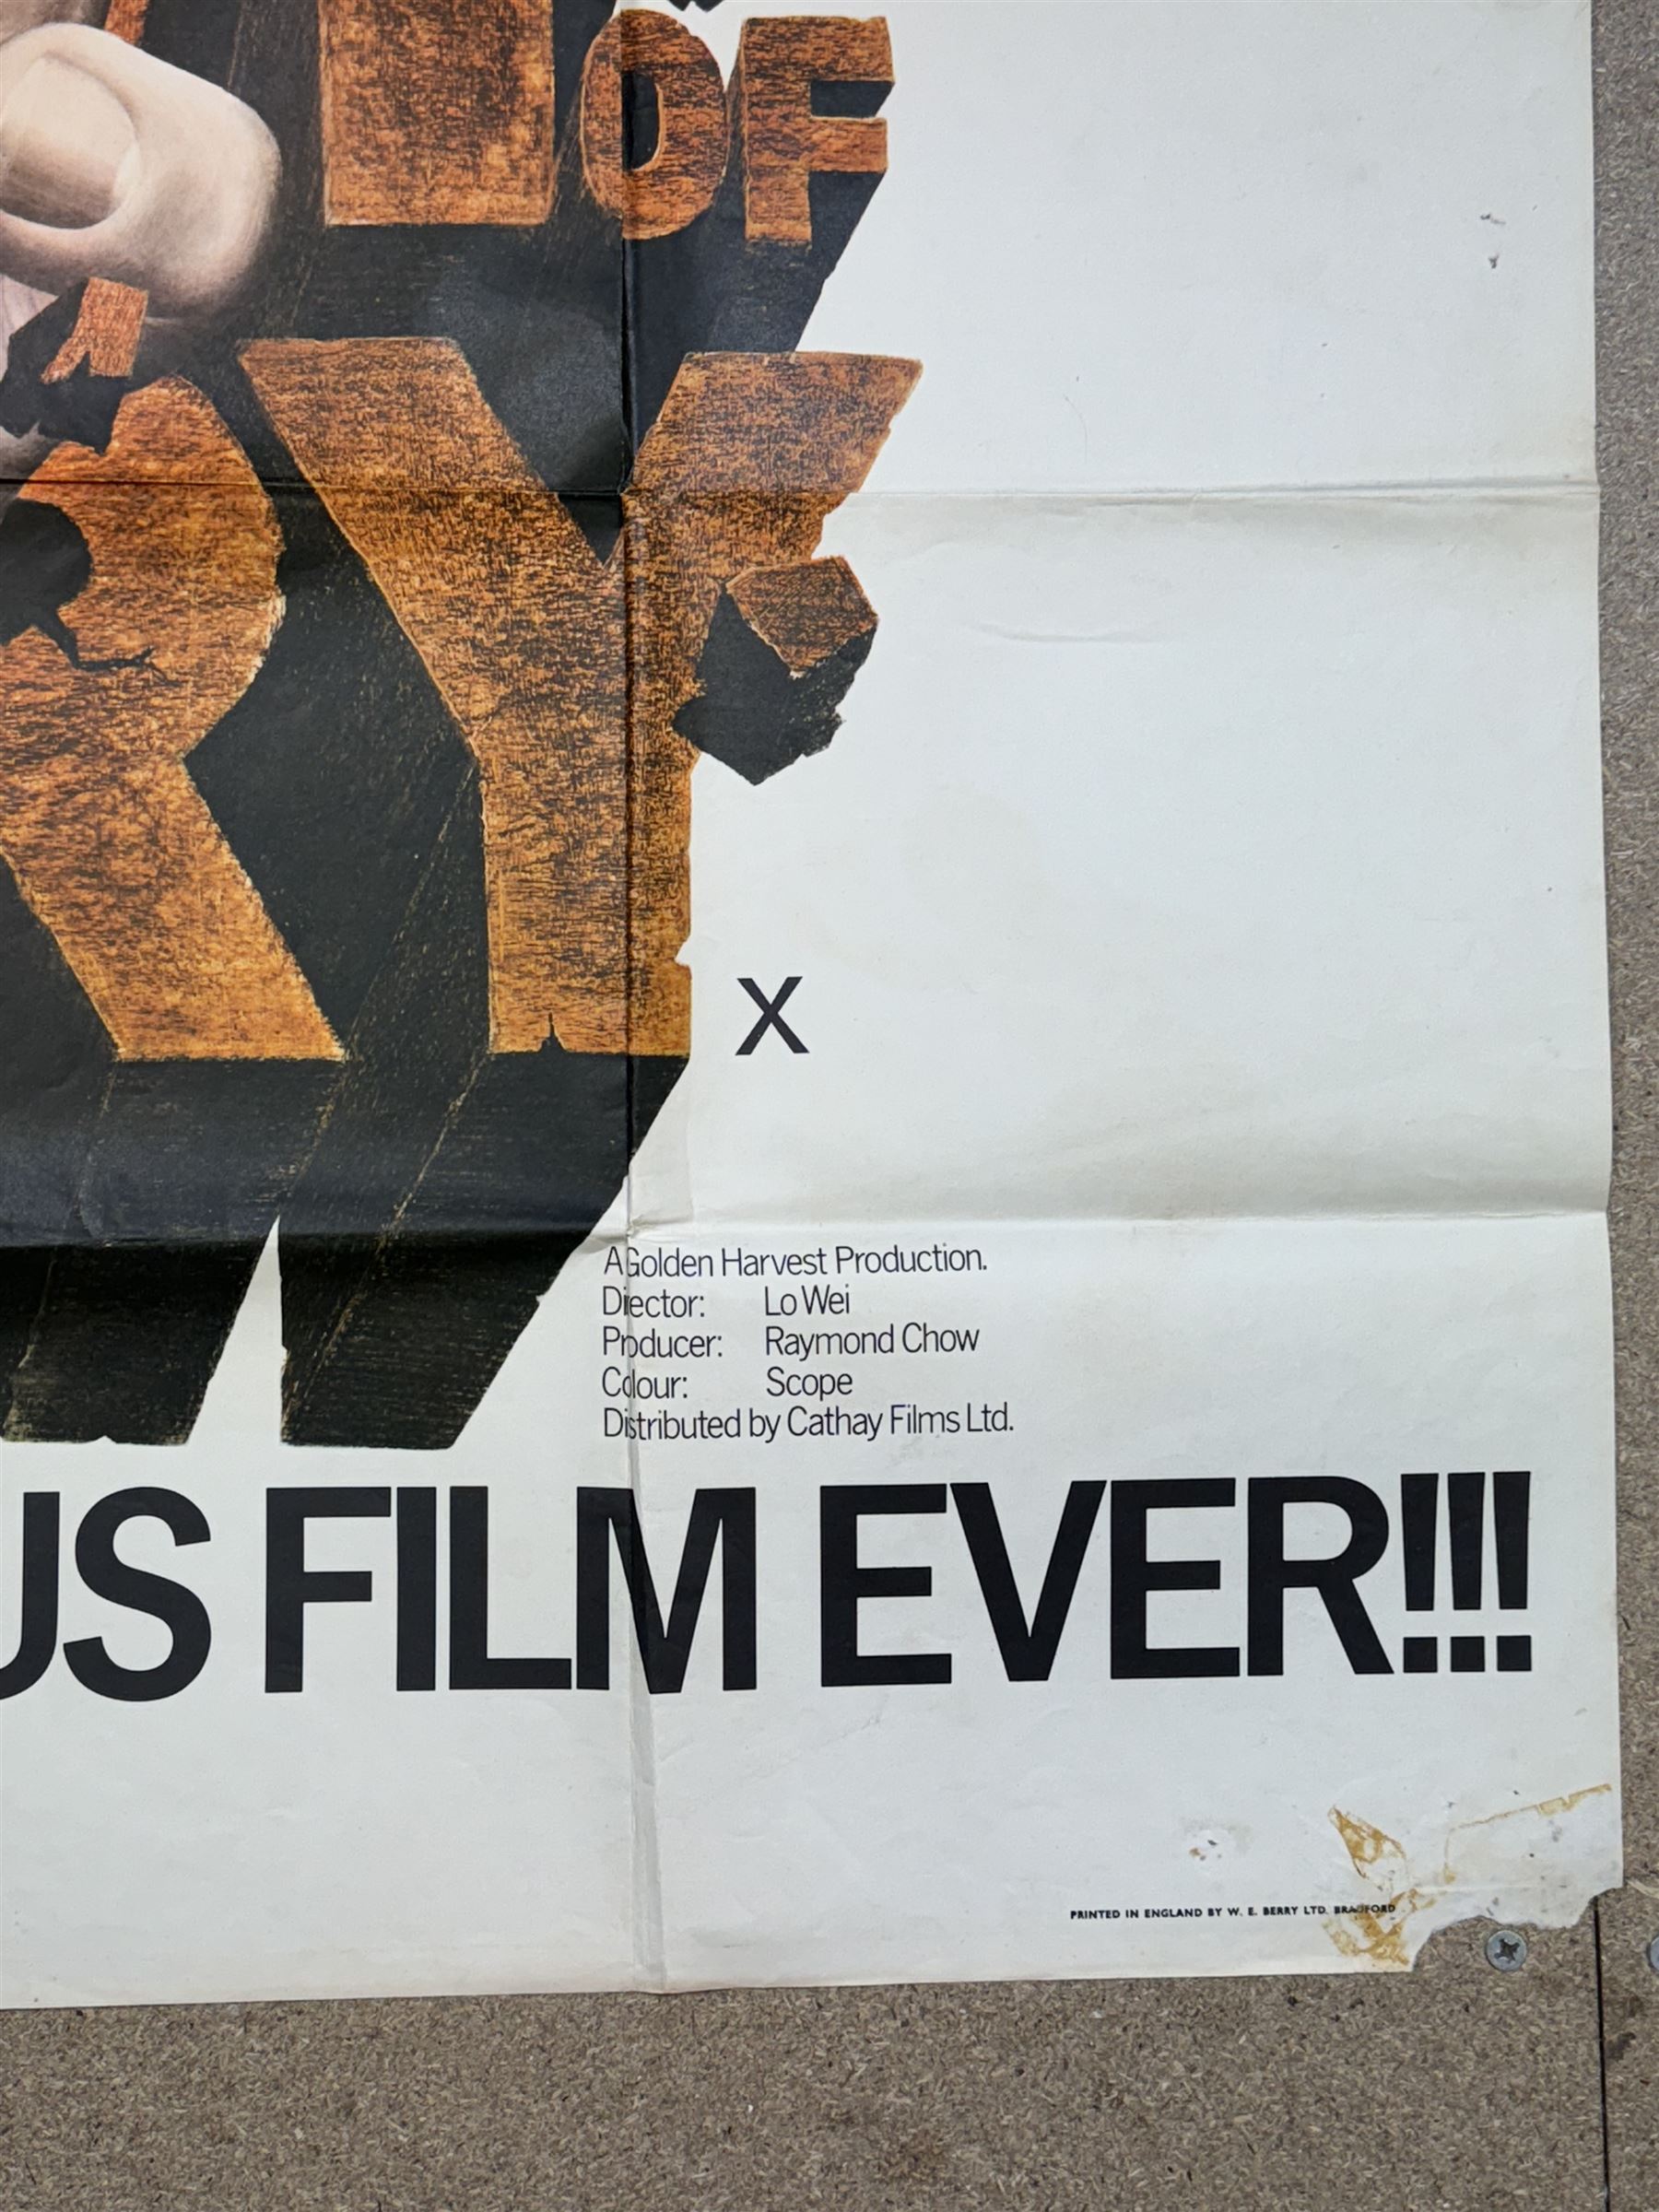 OF
RY
X
A Golden Harvest Production.
Director: Lo Wei
Producer: Raymond Chow
Colour: Scope
Distributed by Cathay Films Ltd.
US FILM EVER!!!
PRINTED IN ENGLAND BY W. E. BERRY LTD. BRADFORD